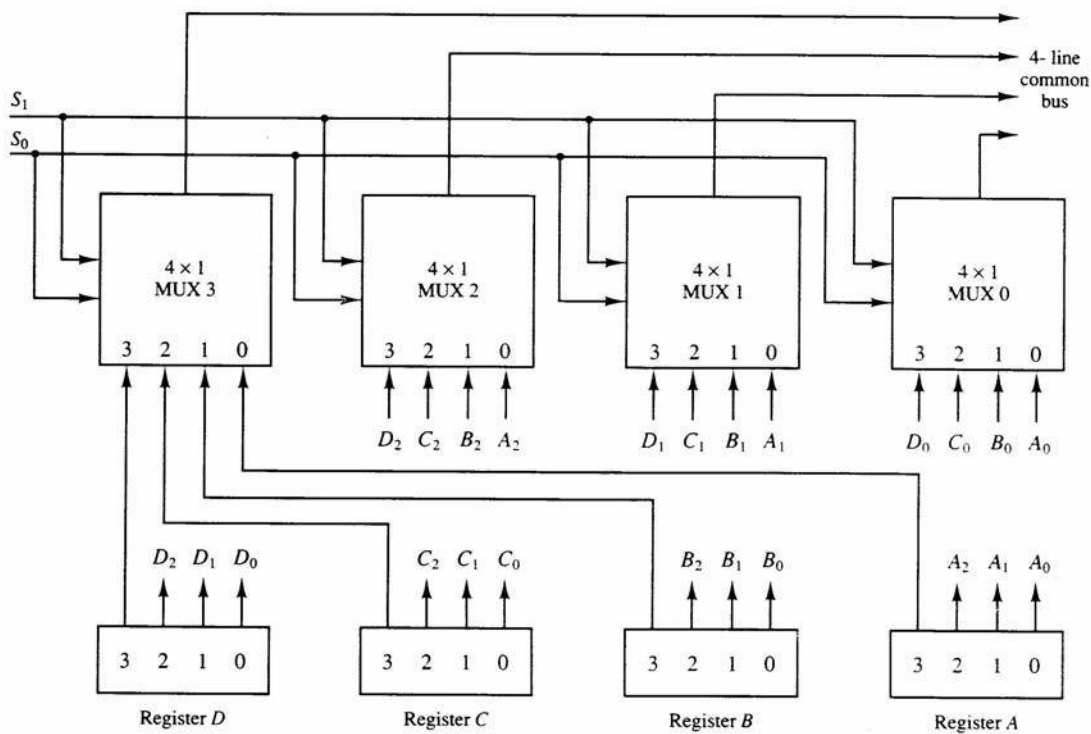 4- line
common
bus
S₁
S₀
4 × 1
MUX 3
4 × 1
MUX 2
4 × 1
MUX 1
4 × 1
MUX 0
3 2 1 0
3 2 1 0
3 2 1 0
3 2 1 0
D₂ C₂ B₂ A₂
D₁ C₁ B₁ A₁
D₀ C₀ B₀ A₀
D₂ D₁ D₀
C₂ C₁ C₀
B₂ B₁ B₀
A₂ A₁ A₀
3 2 1 0
3 2 1 0
3 2 1 0
3 2 1 0
Register D
Register C
Register B
Register A